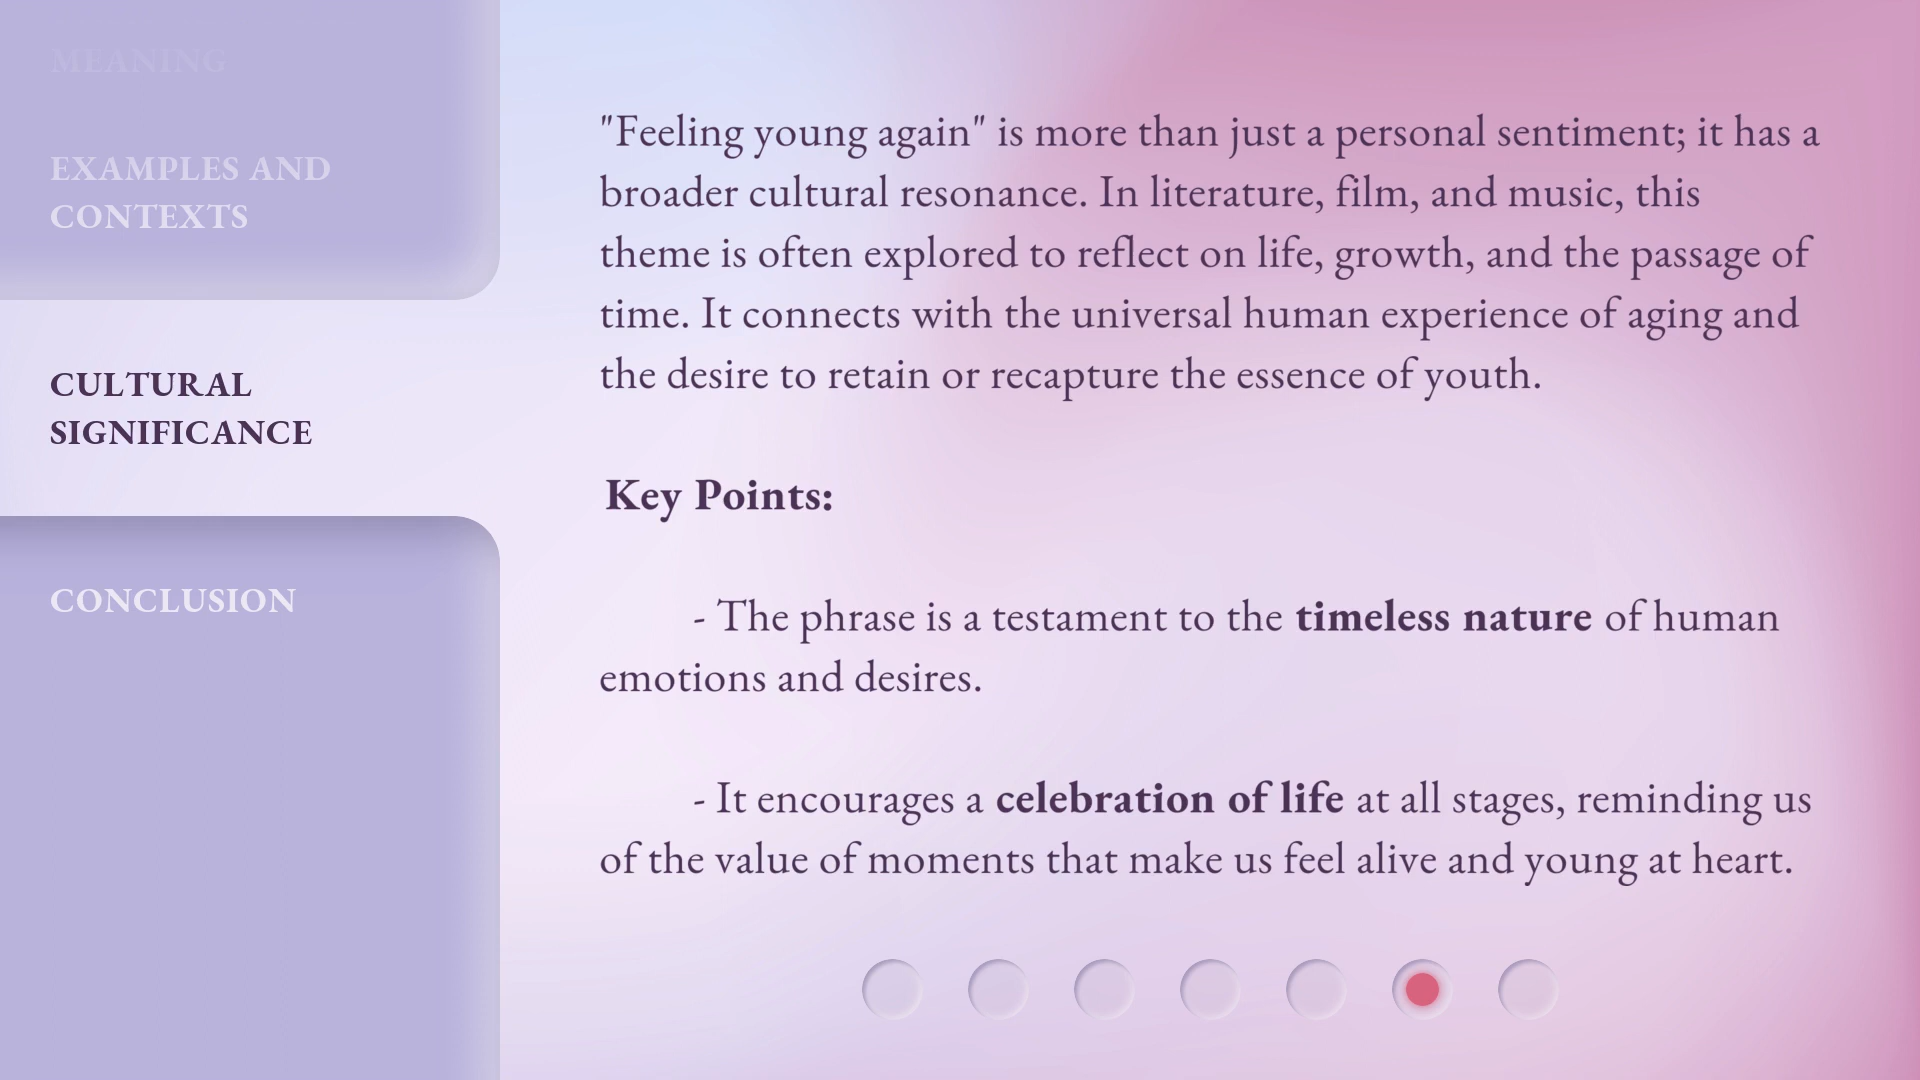 MEANING
EXAMPLES AND
CONTEXTS
CULTURAL
SIGNIFICANCE
CONCLUSION
"Feeling young again" is more than just a personal sentiment; it has a
broader cultural resonance. In literature, film, and music, this
theme is often explored to reflect on life, growth, and the passage of
time. It connects with the universal human experience of aging and
the desire to retain or recapture the essence of youth.
Key Points:
- The phrase is a testament to the timeless nature of human
emotions and desires.
- It encourages a celebration of life at all stages, reminding us
of the value of moments that make us feel alive and young at heart.